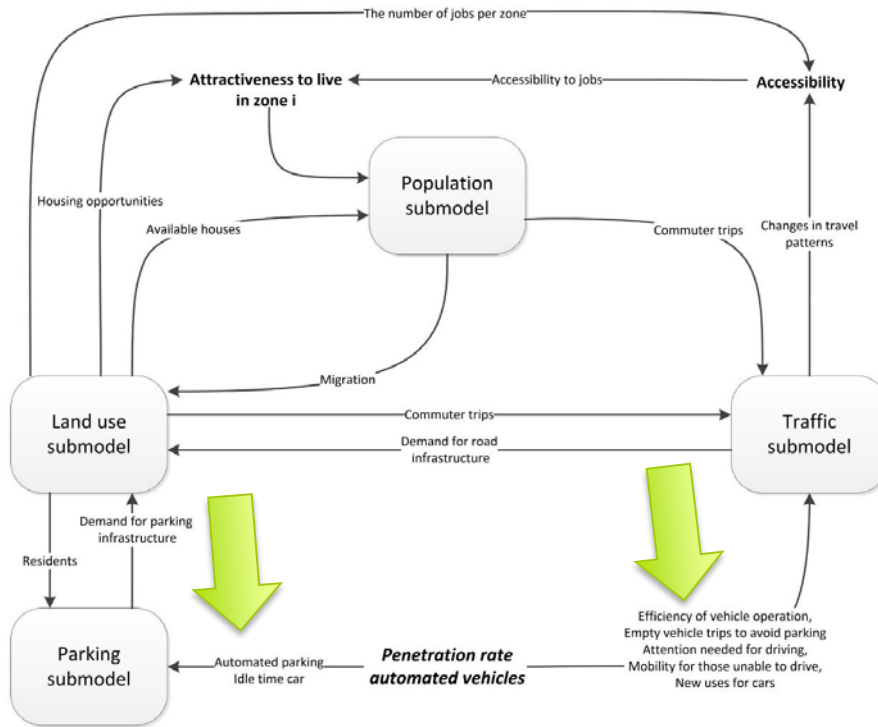 The number of jobs per zone
Attractiveness to live
in zone i
Accessibility to jobs
Accessibility
Population
submodel
Housing opportunities
Available houses
Commuter trips
Changes in travel
patterns
Migration
Land use
submodel
Commuter trips
Demand for road
infrastructure
Traffic
submodel
Demand for parking
infrastructure
Residents
Parking
submodel
Automated parking
Idle time car
Penetration rate
automated vehicles
Efficiency of vehicle operation,
Empty vehicle trips to avoid parking
Attention needed for driving,
Mobility for those unable to drive,
New uses for cars